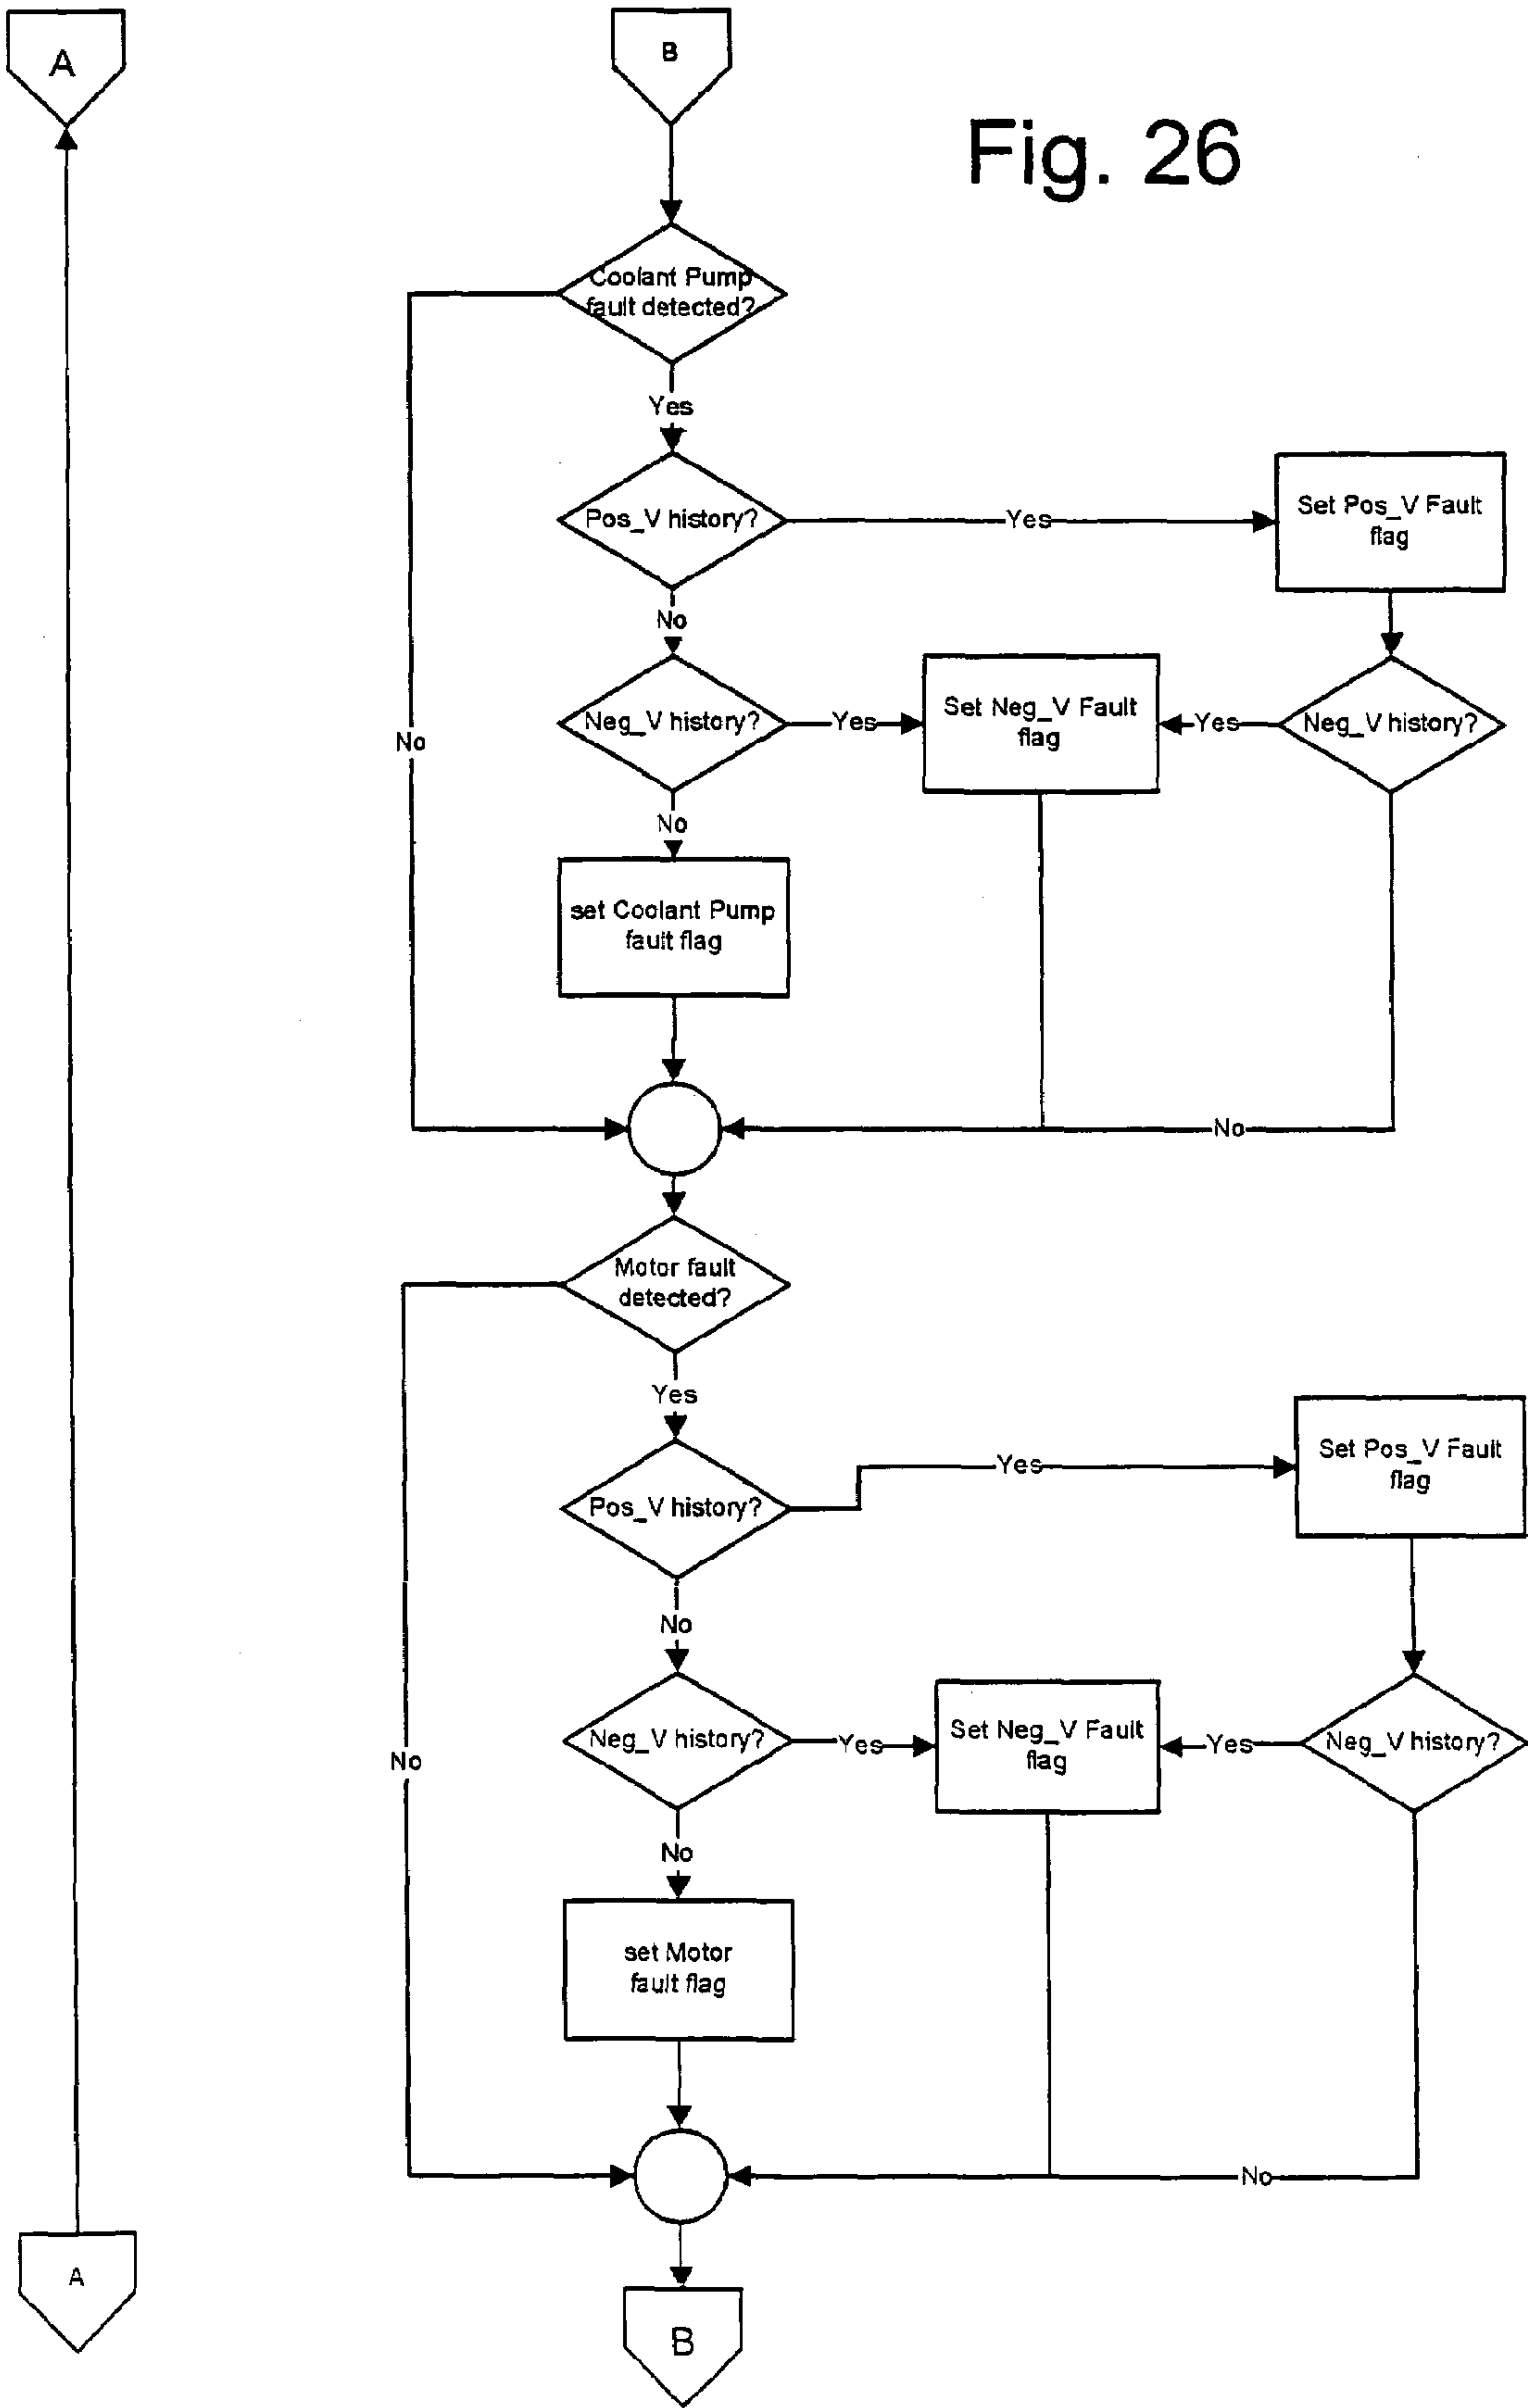 A
B
Fig. 26
Coolant Pump
fault detected?
Yes
Pos_V history?
Yes
Set Pos_V Fault
flag
No
Neg_V history?
Yes
Set Neg_V Fault
flag
Yes
Neg_V history?
No
No
set Coolant Pump
fault flag
No
Motor fault
detected?
Yes
Pos_V history?
Yes
Set Pos_V Fault
flag
No
Neg_V history?
Yes
Set Neg_V Fault
flag
Yes
Neg_V history?
No
No
set Motor
fault flag
No
A
B